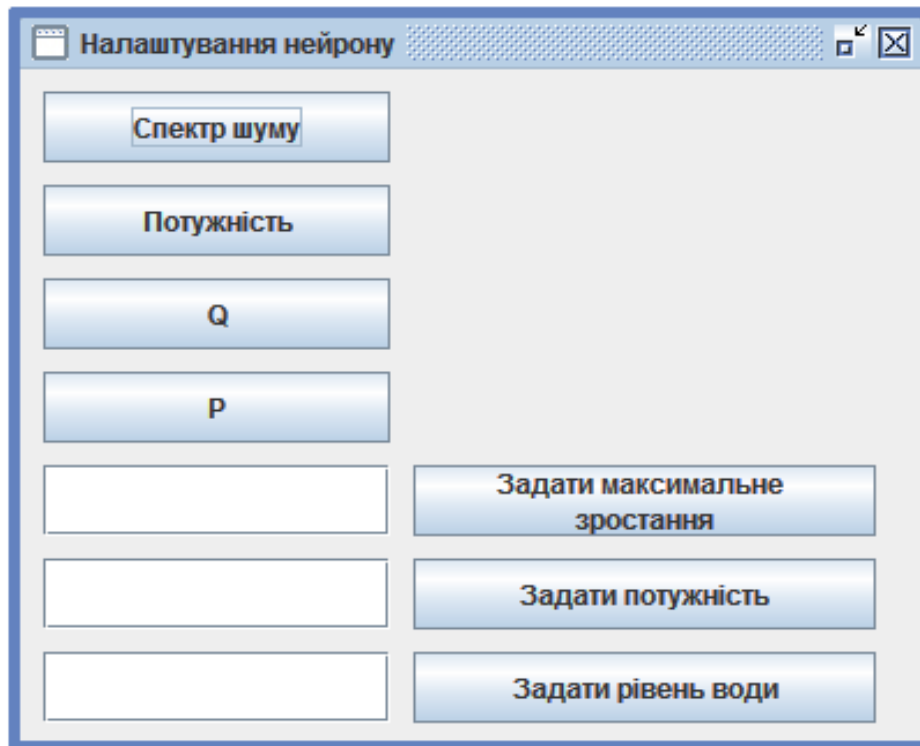 Налаштування нейрону
Спектр шуму
Потужність
Q
P
Задати максимальне
зростання
Задати потужність
Задати рівень води